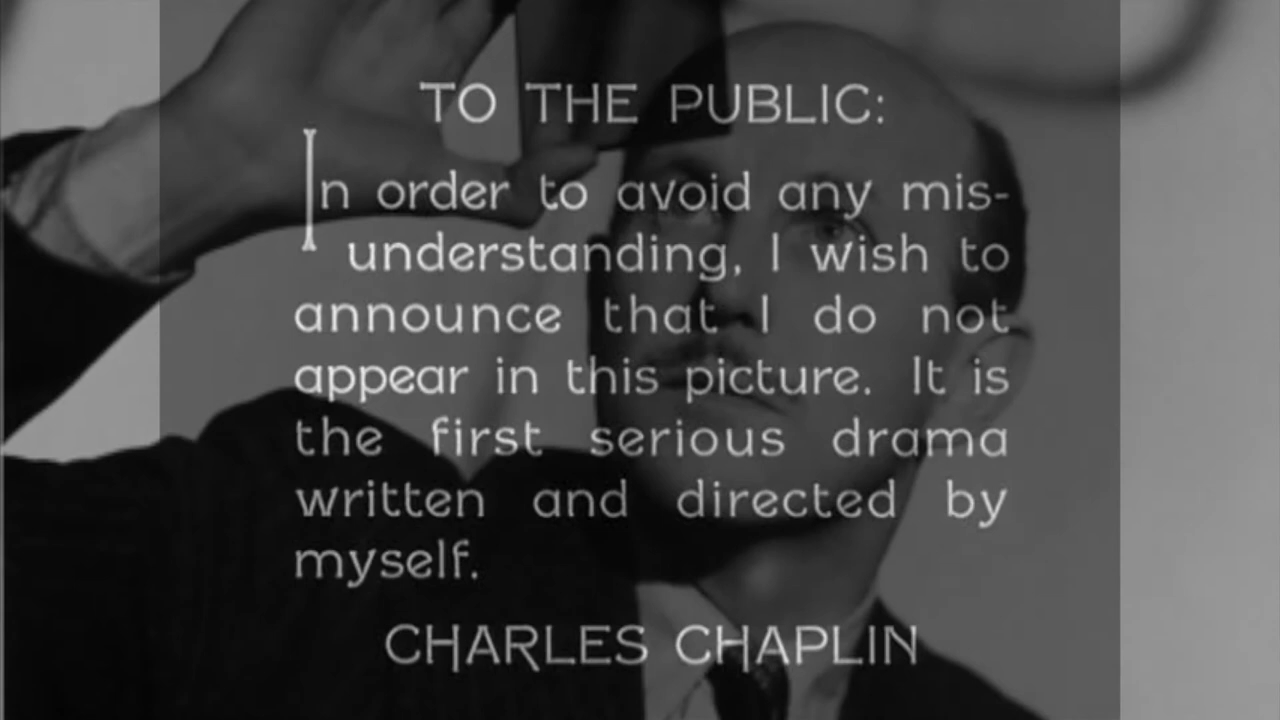 TO THE PUBLIC:
In order to avoid any mis-
understanding, I wish to
announce that I do not
appear in this picture. It is
the first serious drama
written and directed by
myself.
CHARLES CHAPLIN